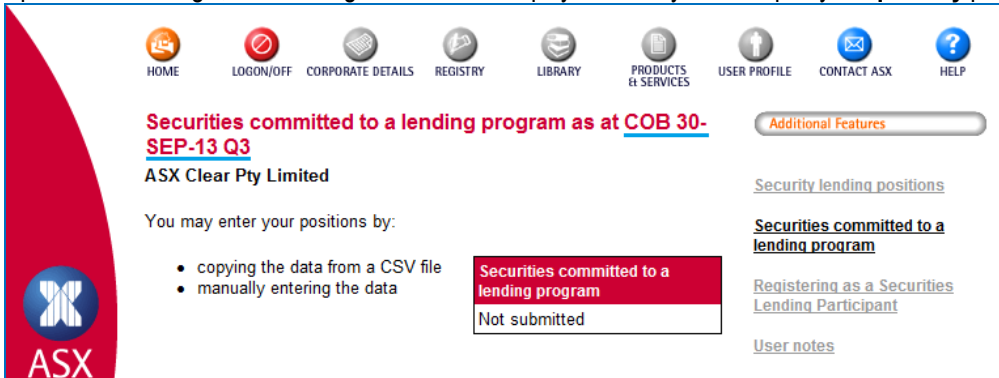 HOME
LOGON/OFF
CORPORATE DETAILS
REGISTRY
LIBRARY
PRODUCTS
& SERVICES
USER PROFILE
CONTACT ASX
HELP
Securities committed to a lending program as at COB 30-
SEP-13 Q3
ASX Clear Pty Limited
You may enter your positions by:
• copying the data from a CSV file
• manually entering the data
Securities committed to a
lending program
Not submitted
Additional Features
Security lending positions
Securities committed to a
lending program
Registering as a Securities
Lending Participant
User notes
ASX